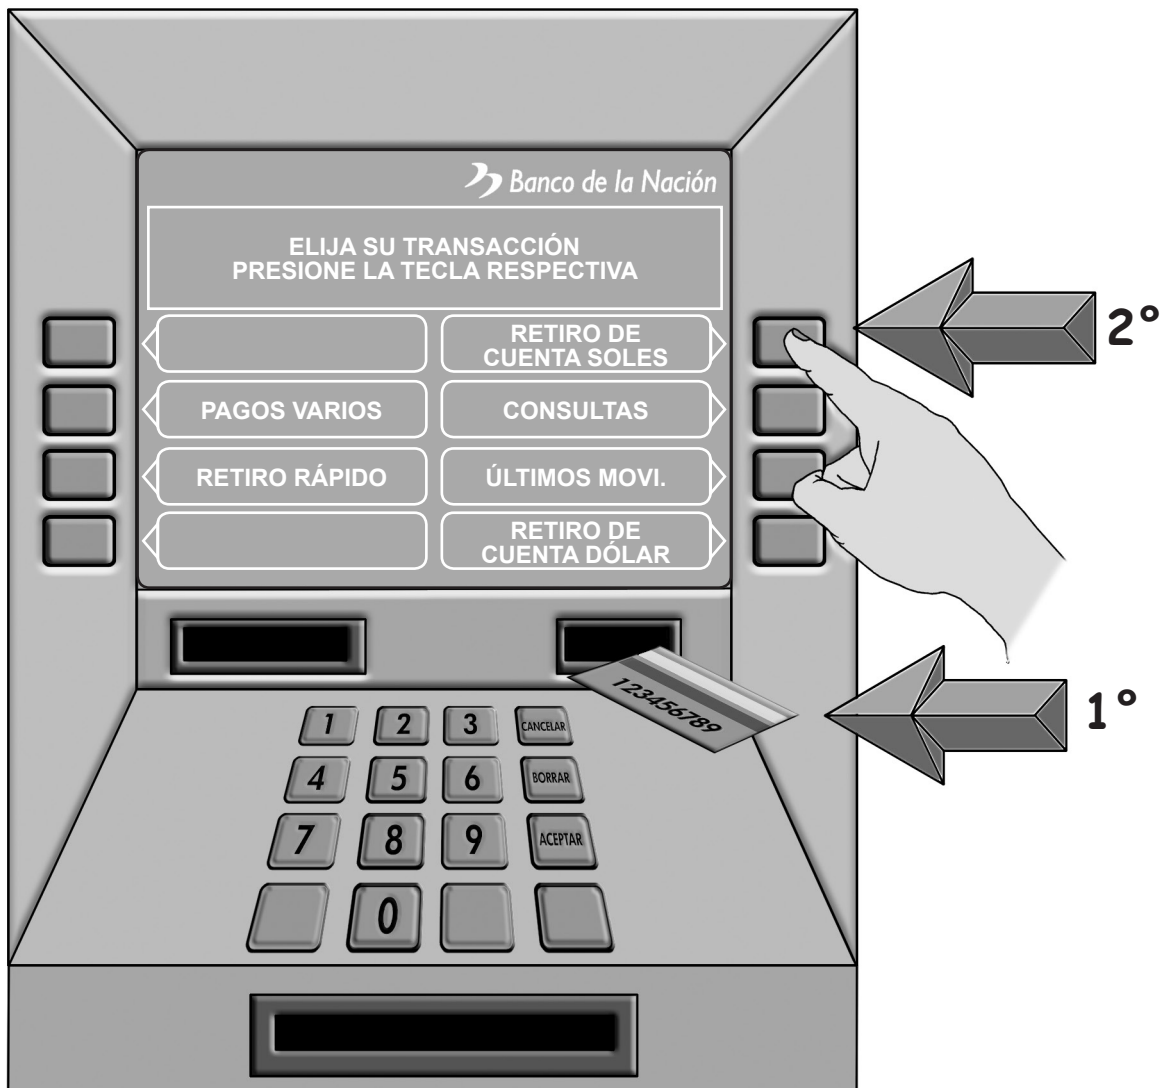 Banco de la Nación
ELIJA SU TRANSACCIÓN
PRESIONE LA TECLA RESPECTIVA
RETIRO DE
CUENTA SOLES
2°
PAGOS VARIOS
CONSULTAS
RETIRO RÁPIDO
ÚLTIMOS MOVI.
RETIRO DE
CUENTA DÓLAR
123456789
1°
1 2 3 CANCELAR
4 5 6 BORRAR
7 8 9 ACEPTAR
0